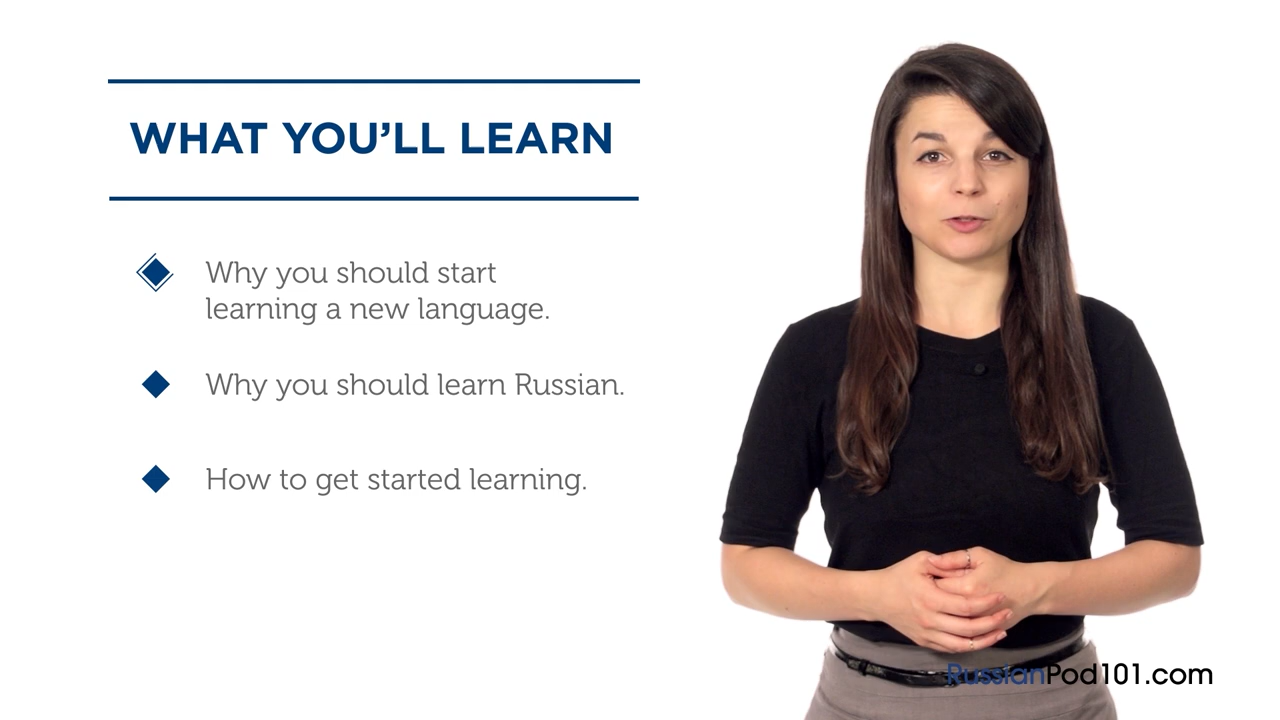 WHAT YOU’LL LEARN
Why you should start
learning a new language.
Why you should learn Russian.
How to get started learning.
RussianPod101.com